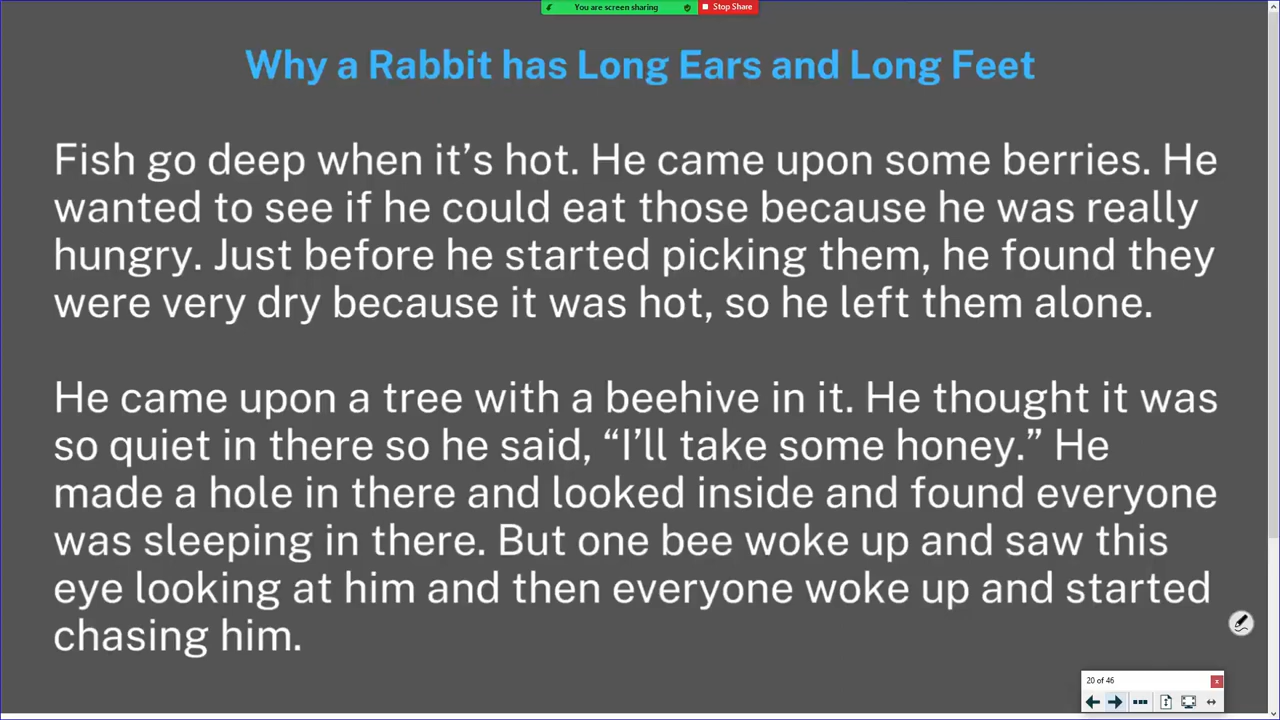 You are screen sharing
Stop Share
Why a Rabbit has Long Ears and Long Feet
Fish go deep when it’s hot. He came upon some berries. He
wanted to see if he could eat those because he was really
hungry. Just before he started picking them, he found they
were very dry because it was hot, so he left them alone.
He came upon a tree with a beehive in it. He thought it was
so quiet in there so he said, “I’ll take some honey.” He
made a hole in there and looked inside and found everyone
was sleeping in there. But one bee woke up and saw this
eye looking at him and then everyone woke up and started
chasing him.
20 of 46